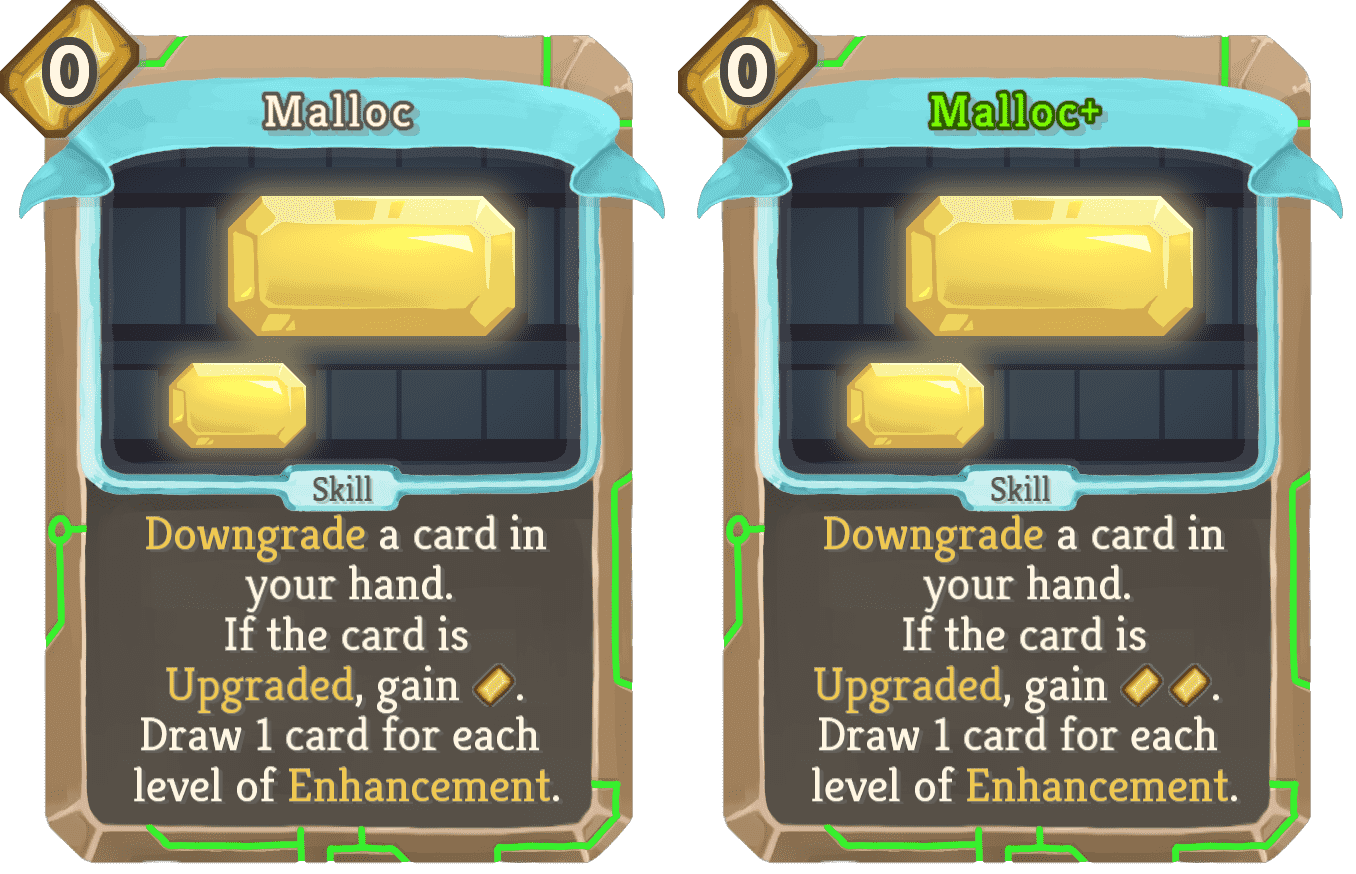 0
Malloc
Skill
Downgrade a card in
your hand.
If the card is
Upgraded, gain .
Draw 1 card for each
level of Enhancement.
0
Malloc+
Skill
Downgrade a card in
your hand.
If the card is
Upgraded, gain .
Draw 1 card for each
level of Enhancement.